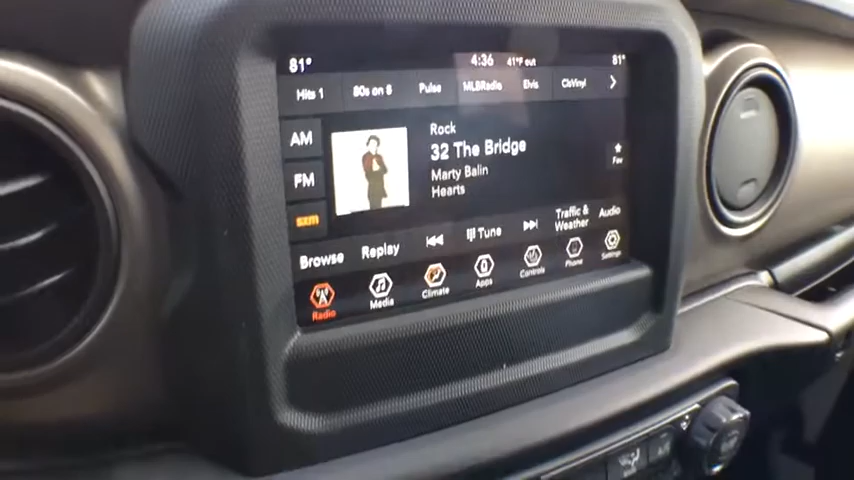 81° 4:36 41°F out 81°
Hits 1 80s on 8 Pulse MLBRadio Elvis ClsVinyl
AM
FM
sxm
Rock
32 The Bridge
Marty Balin
Hearts
Fav
Browse Replay Tune Traffic & Weather Audio
Radio Media Climate Apps Controls Phone Settings